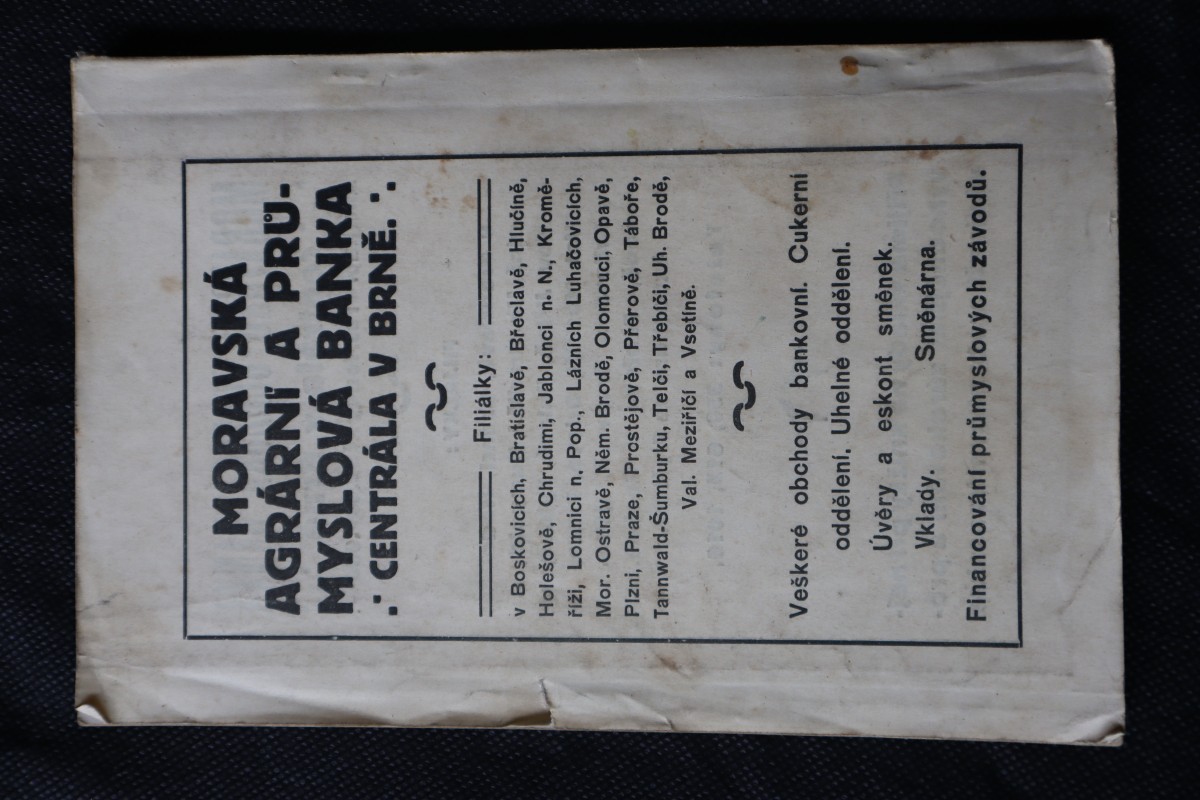 MORAVSKÁ
AGRÁRNÍ A PRŮ-
MYSLOVÁ BANKA
.· CENTRÁLA V BRNĚ. ·.
Filiálky:
v Boskovicích, Bratislavě, Břeclavě, Hlučíně,
Holešově, Chrudimi, Jablonci n. N., Kromě-
říži, Lomnici n. Pop., Lázních Luhačovicích,
Mor. Ostravě, Něm. Brodě, Olomouci, Opavě,
Plzni, Praze, Prostějově, Přerově, Táboře,
Tannwald-Šumburku, Telči, Třebíči, Uh. Brodě,
Val. Meziříčí a Vsetíně.
Veškeré obchody bankovní. Cukerní
oddělení. Uhelné oddělení.
Úvěry a eskont směnek.
Vklady. Směnárna.
Financování průmyslových závodů.